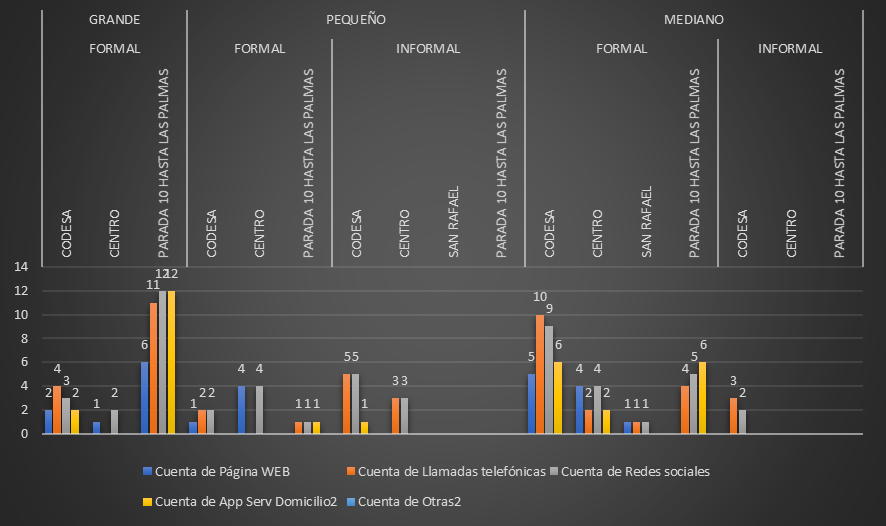 GRANDE PEQUEÑO MEDIANO
FORMAL FORMAL INFORMAL FORMAL INFORMAL
CODESA
CENTRO
PARADA 10 HASTA LAS PALMAS
CODESA
CENTRO
PARADA 10 HASTA LAS PALMAS
CODESA
CENTRO
SAN RAFAEL
PARADA 10 HASTA LAS PALMAS
CODESA
CENTRO
SAN RAFAEL
PARADA 10 HASTA LAS PALMAS
CODESA
CENTRO
PARADA 10 HASTA LAS PALMAS
14
12
10
8
6
4
2
0
2 4 3 2
1 2
6 11 12 12
1 2 2
4 4
1 1 1
5 5 1
3 3
5 10 9 6
4 2 4 2
1 1 1
4 5 6
3 2
Cuenta de Página WEB Cuenta de Llamadas telefónicas Cuenta de Redes sociales
Cuenta de App Serv Domicilio2 Cuenta de Otras2